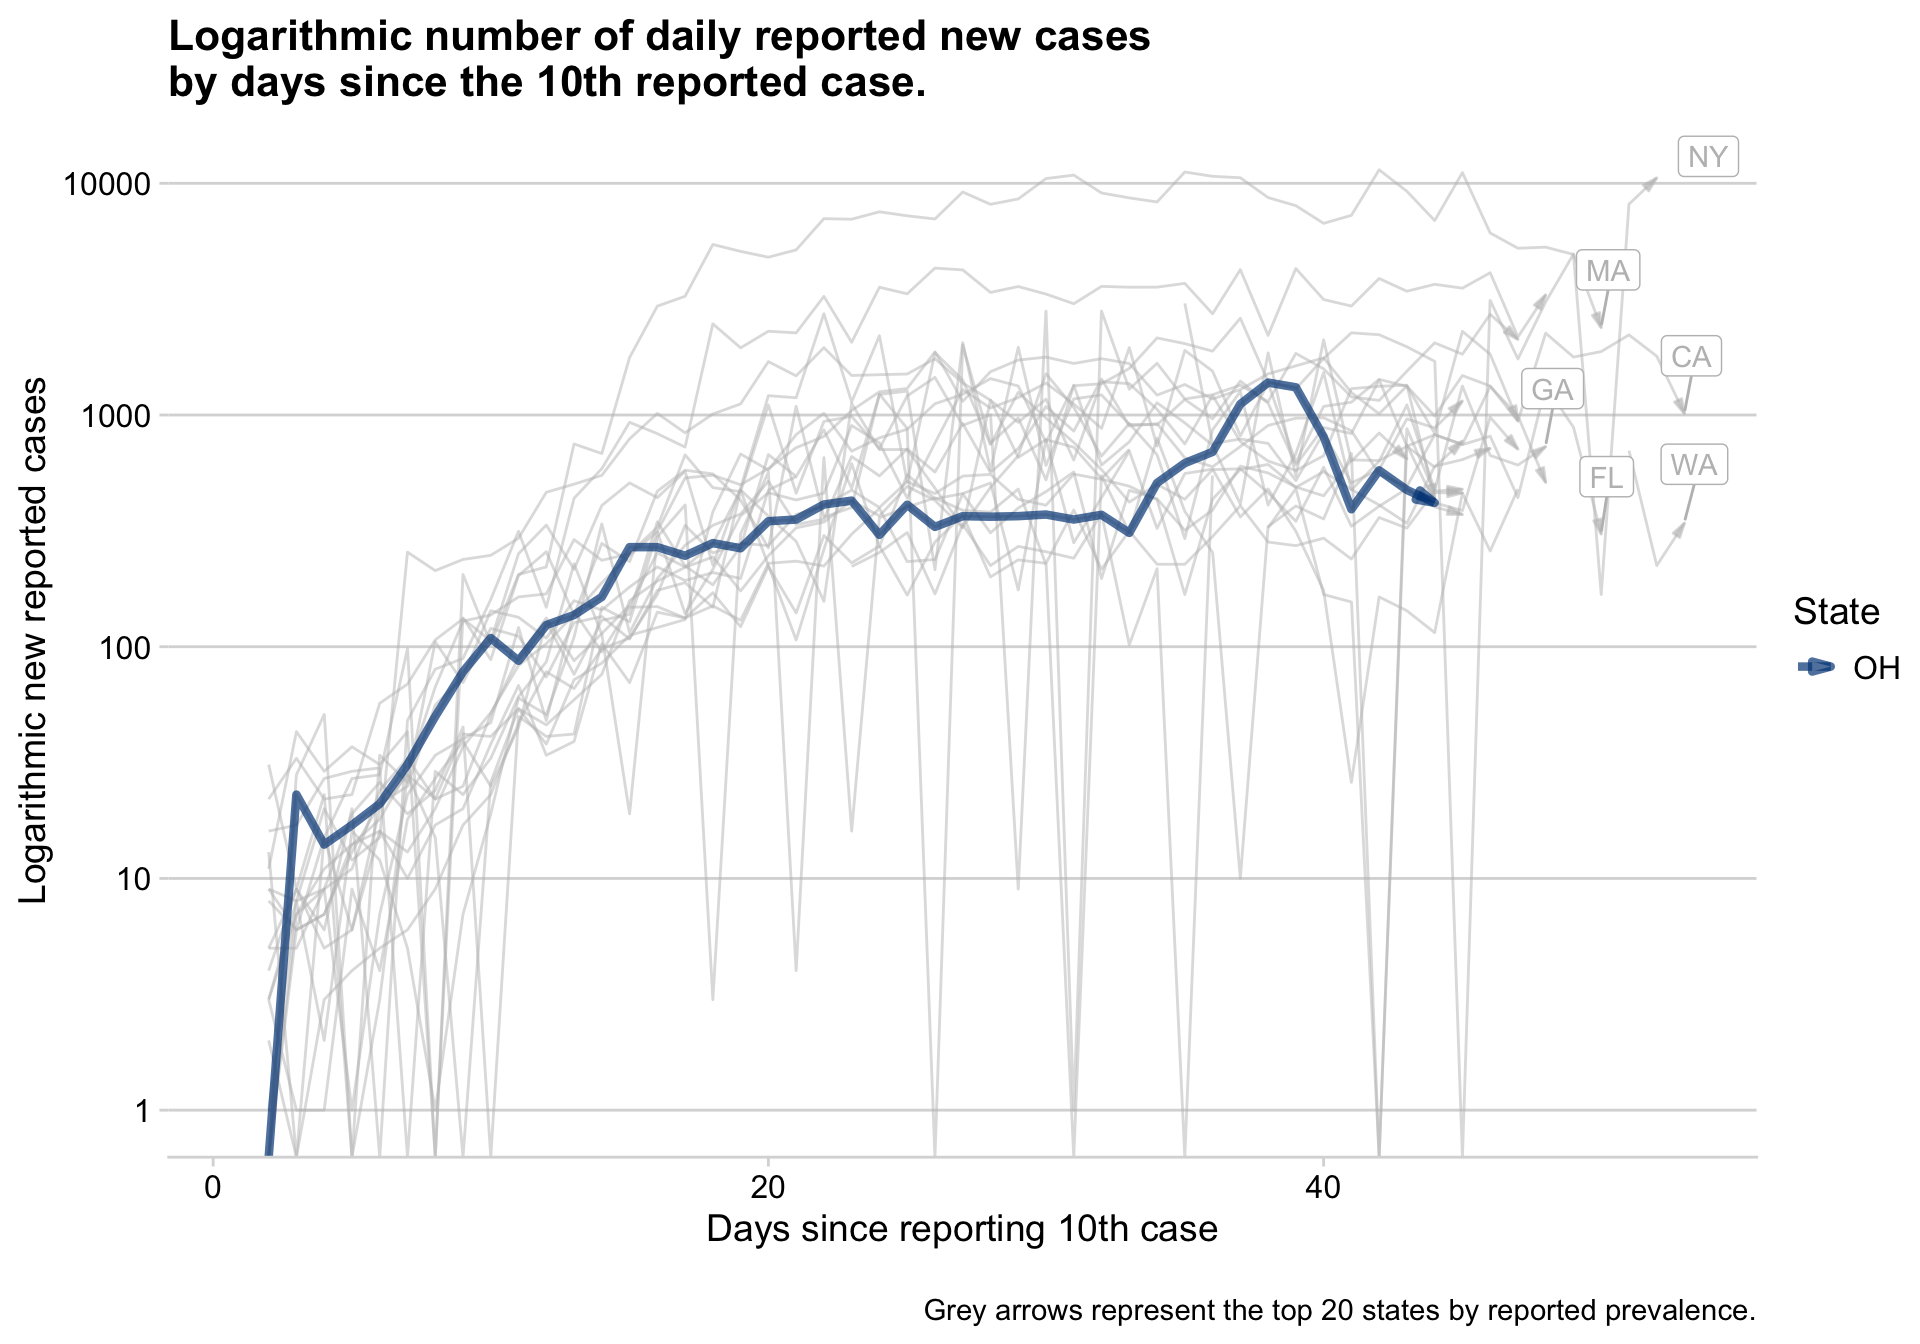 Logarithmic number of daily reported new cases
by days since the 10th reported case.
NY
10000
MA
CA
GA
1000
WA
FL
Logarithmic new reported cases
State
100
OH
10
1
0
20
40
Days since reporting 10th case
Grey arrows represent the top 20 states by reported prevalence.